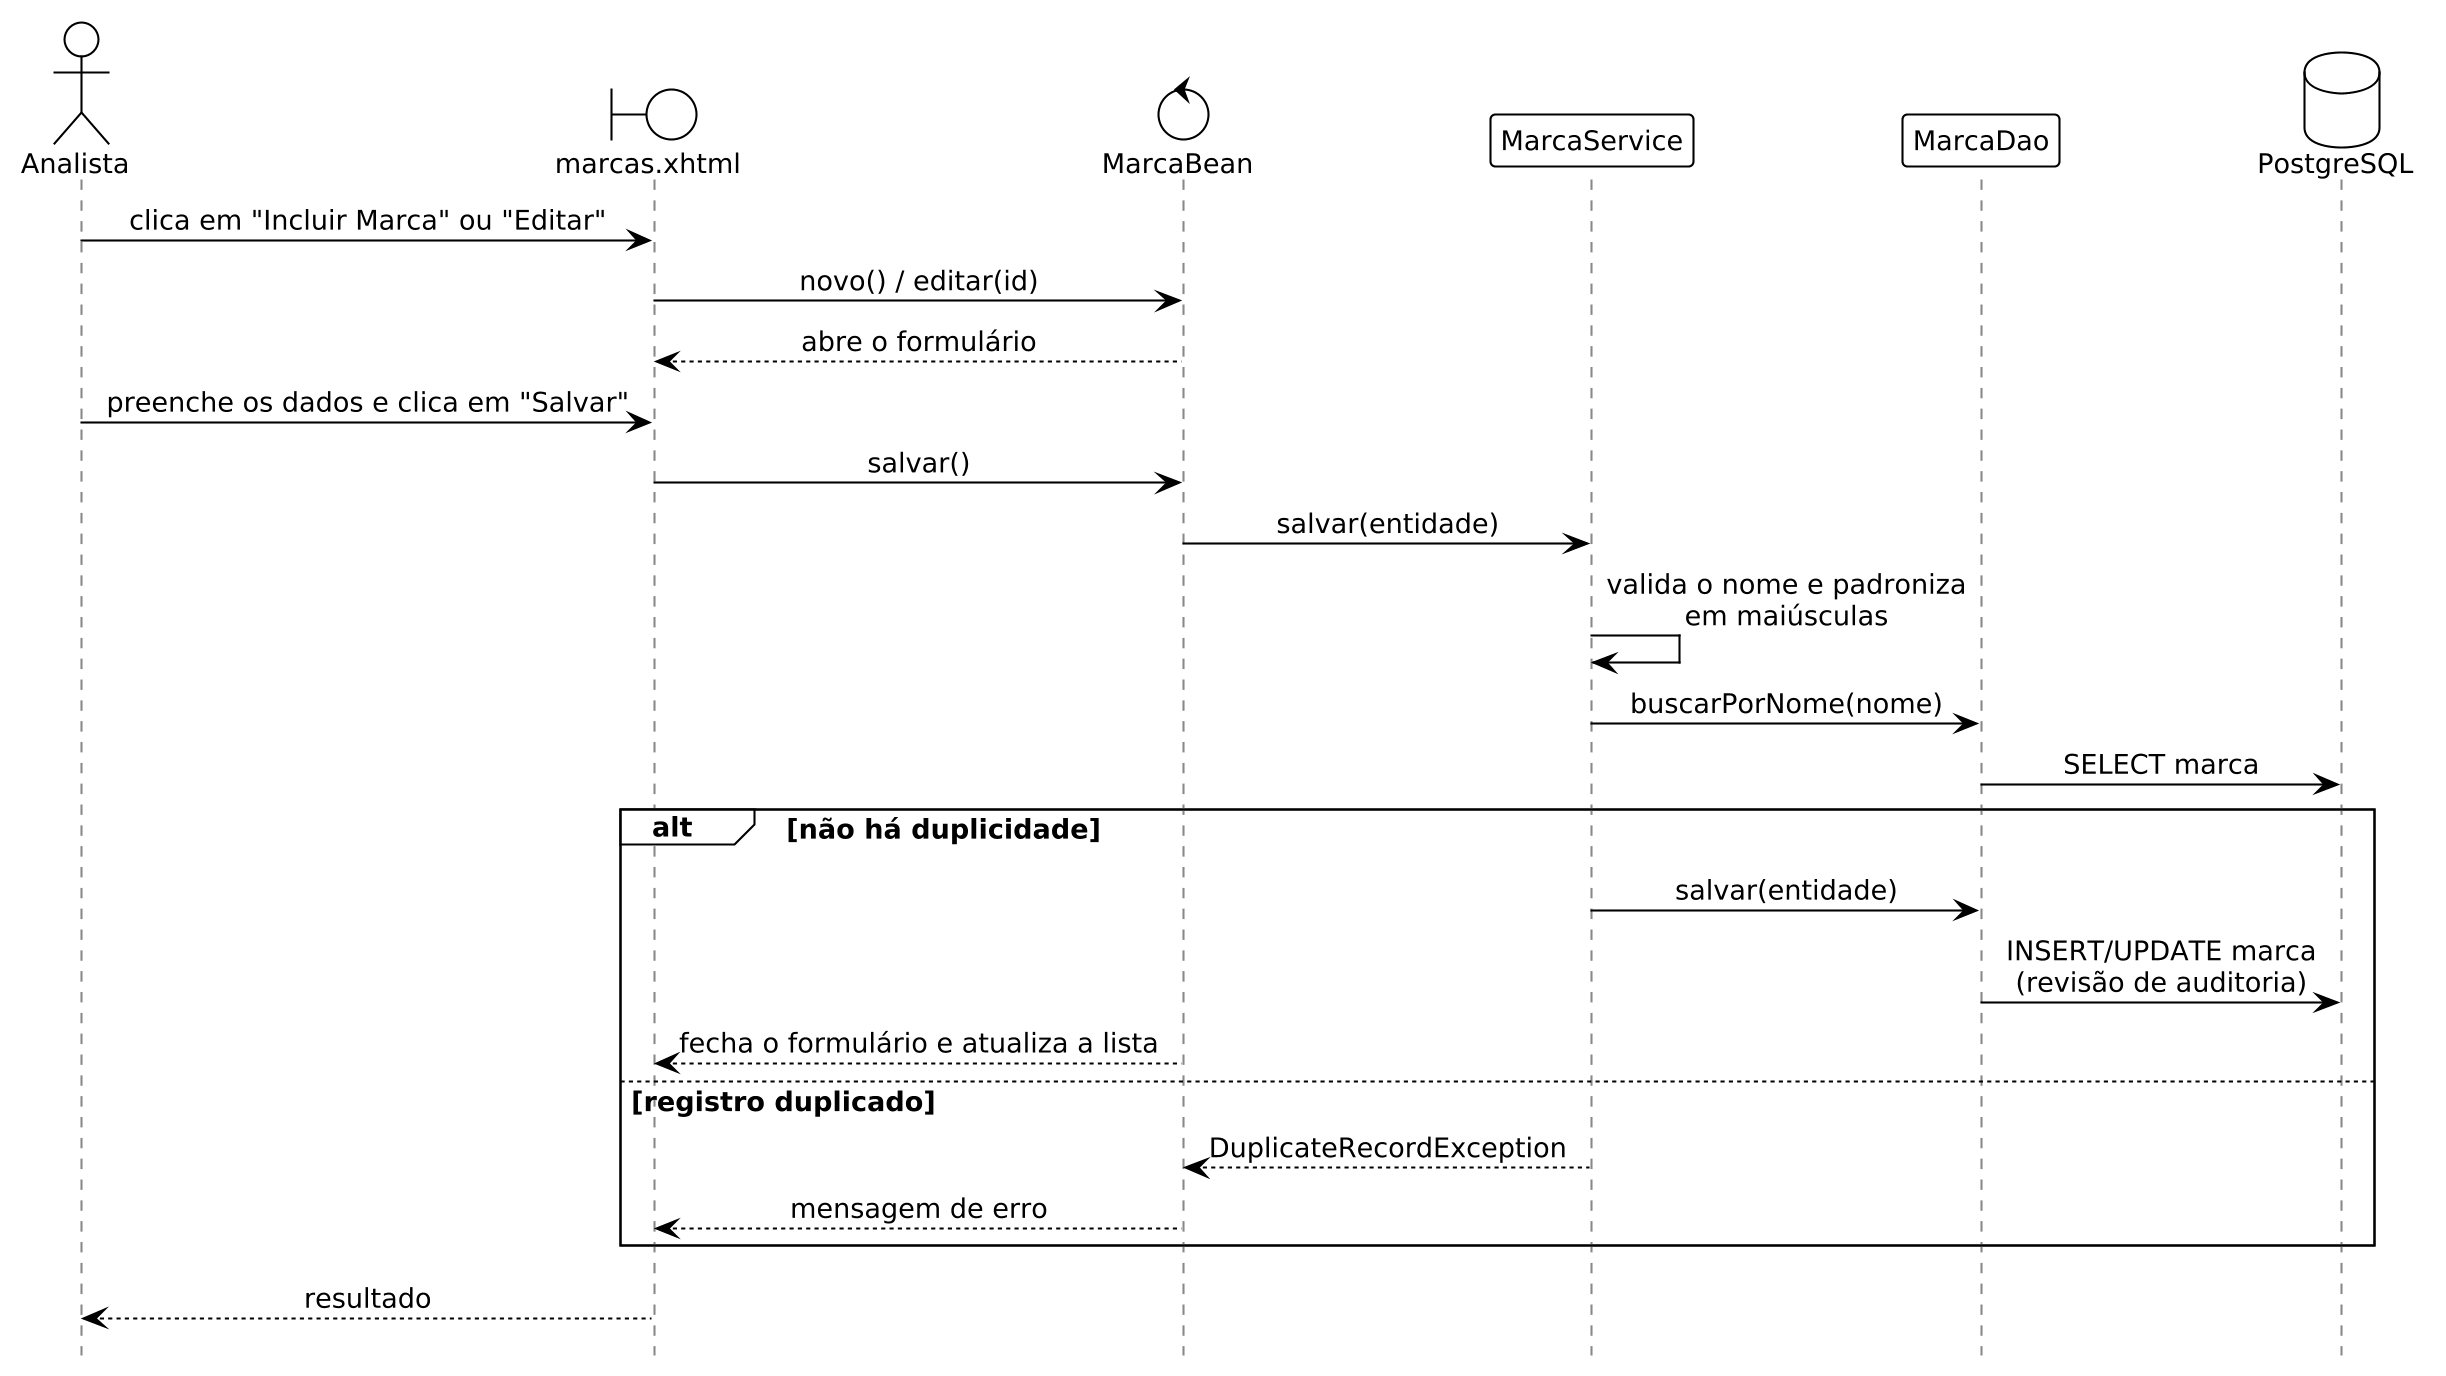 Analista
marcas.xhtml
MarcaBean
MarcaService
MarcaDao
PostgreSQL
clica em "Incluir Marca" ou "Editar"
novo() / editar(id)
abre o formulário
preenche os dados e clica em "Salvar"
salvar()
salvar(entidade)
valida o nome e padroniza
em maiúsculas
buscarPorNome(nome)
SELECT marca
alt
[não há duplicidade]
salvar(entidade)
INSERT/UPDATE marca
(revisão de auditoria)
fecha o formulário e atualiza a lista
[registro duplicado]
DuplicateRecordException
mensagem de erro
resultado